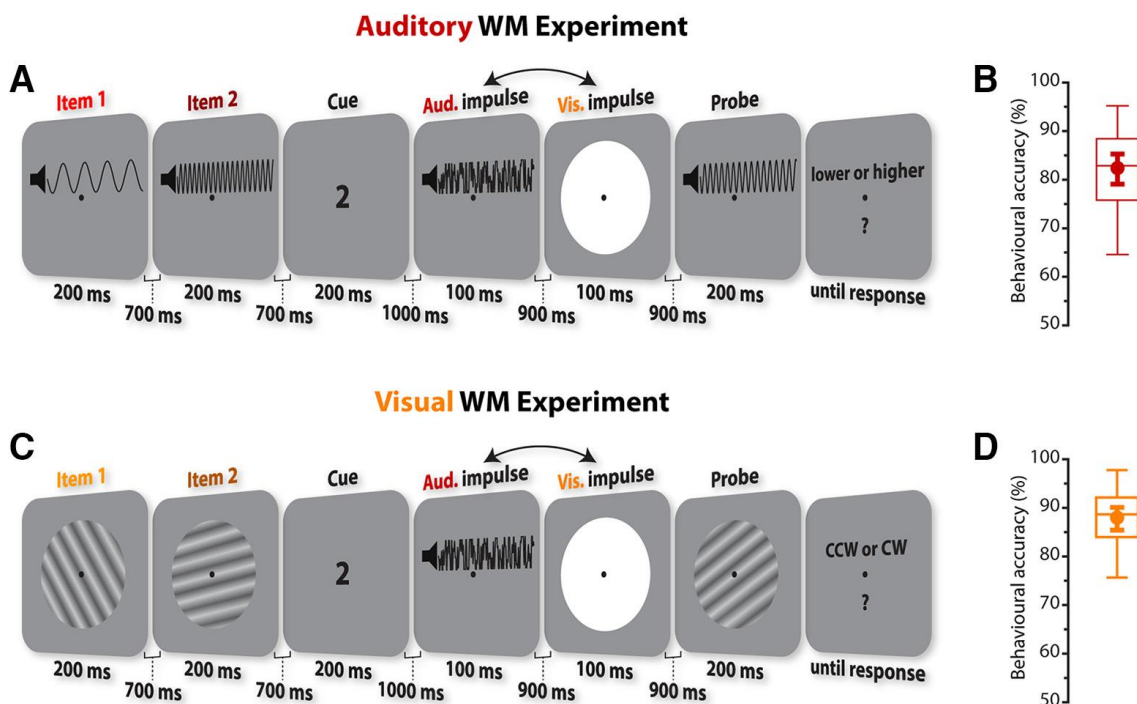 Auditory WM Experiment
A
Item 1
Item 2
Cue
Aud. impulse
Vis. impulse
Probe
2
lower or higher
?
200 ms
200 ms
200 ms
100 ms
100 ms
200 ms
until response
700 ms
700 ms
1000 ms
900 ms
900 ms
B
Behavioural accuracy (%)
100
90
80
70
60
50
Visual WM Experiment
C
Item 1
Item 2
Cue
Aud. impulse
Vis. impulse
Probe
2
CCW or CW
?
200 ms
200 ms
200 ms
100 ms
100 ms
200 ms
until response
700 ms
700 ms
1000 ms
900 ms
900 ms
D
Behavioural accuracy (%)
100
90
80
70
60
50